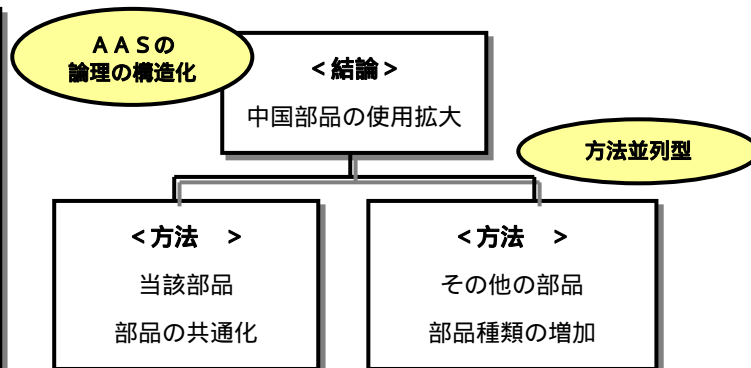 ＡＡＳの
論理の構造化
＜結論＞
中国部品の使用拡大
方法並列型
＜方法　＞
当該部品
部品の共通化
＜方法　＞
その他の部品
部品種類の増加